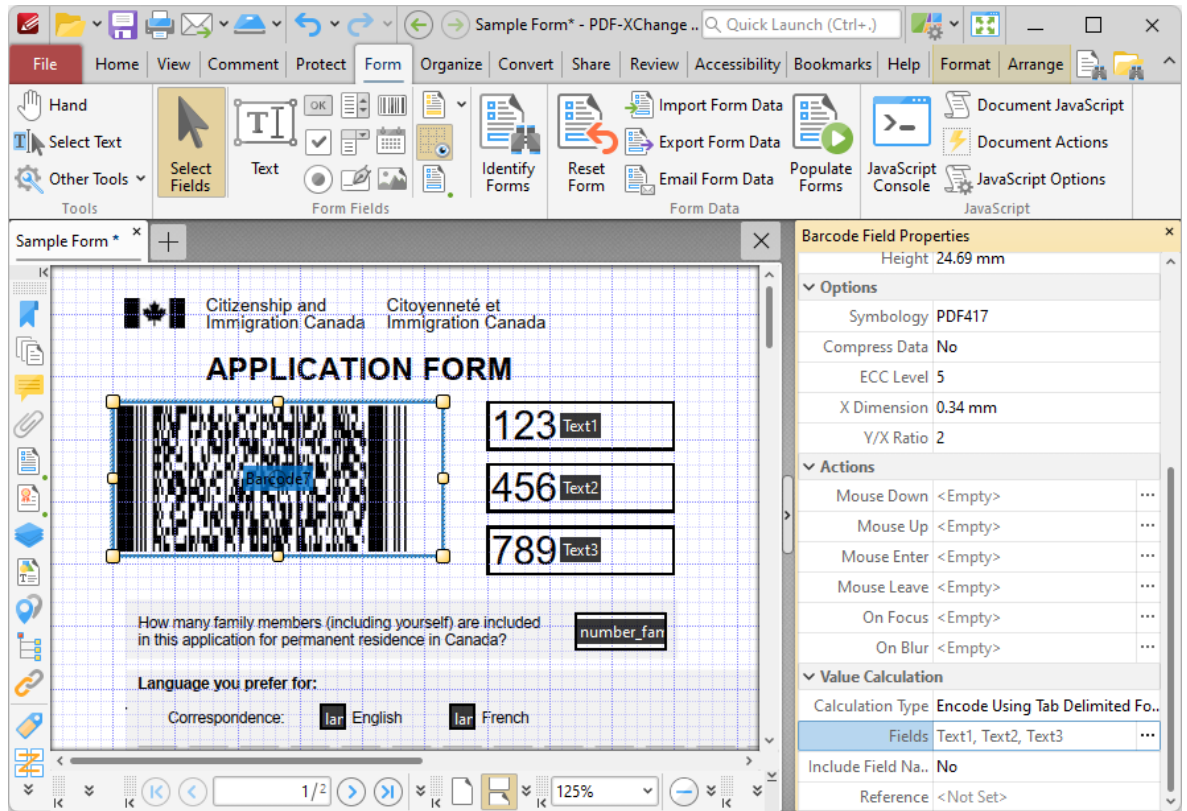 Sample Form* - PDF-XChange ..
Quick Launch (Ctrl+.)
File Home View Comment Protect Form Organize Convert Share Review Accessibility Bookmarks Help Format Arrange
Hand
Select Text
Other Tools
Tools
Select Fields
Text
OK
Form Fields
Identify Forms
Reset Form
Import Form Data
Export Form Data
Email Form Data
Populate Forms
Form Data
JavaScript Console
Document JavaScript
Document Actions
JavaScript Options
JavaScript
Sample Form *
Citizenship and Citoyenneté et
Immigration Canada Immigration Canada
APPLICATION FORM
Barcode7
123 Text1
456 Text2
789 Text3
How many family members (including yourself) are included
in this application for permanent residence in Canada?
number_fam
Language you prefer for:
Correspondence: lar English lar French
1/2
125%
Barcode Field Properties
Height 24.69 mm
Options
Symbology PDF417
Compress Data No
ECC Level 5
X Dimension 0.34 mm
Y/X Ratio 2
Actions
Mouse Down <Empty> ...
Mouse Up <Empty> ...
Mouse Enter <Empty> ...
Mouse Leave <Empty> ...
On Focus <Empty> ...
On Blur <Empty> ...
Value Calculation
Calculation Type Encode Using Tab Delimited Fo..
Fields Text1, Text2, Text3 ...
Include Field Na.. No
Reference <Not Set>